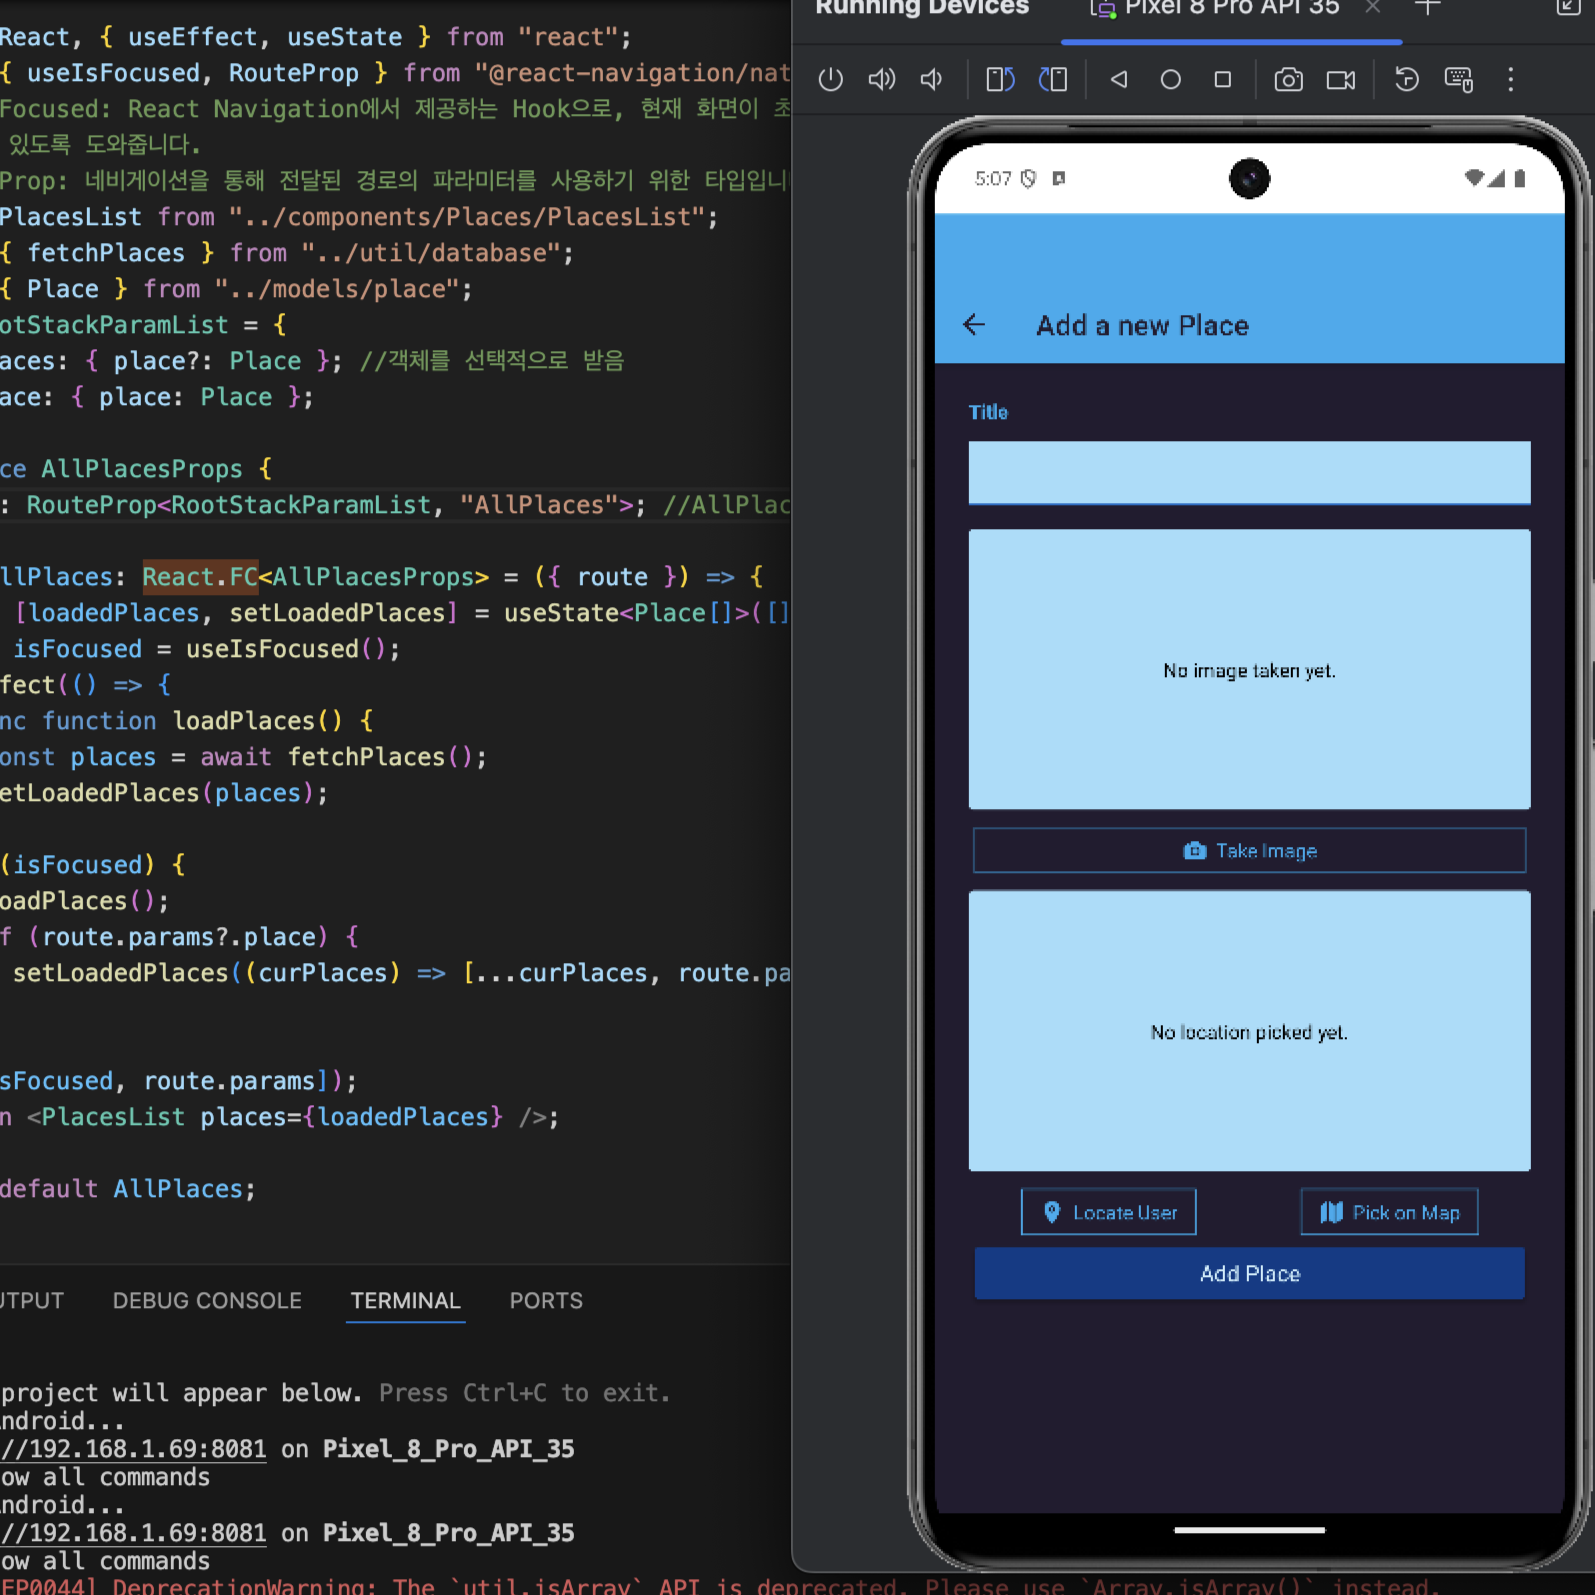 React, { useEffect, useState } from "react";
{ useIsFocused, RouteProp } from "@react-navigation/nat
Focused: React Navigation에서 제공하는 Hook으로, 현재 화면이 초
있도록 도와줍니다.
Prop: 네비게이션을 통해 전달된 경로의 파라미터를 사용하기 위한 타입입니
PlacesList from "../components/Places/PlacesList";
{ fetchPlaces } from "../util/database";
{ Place } from "../models/place";
otStackParamList = {
aces: { place?: Place }; //객체를 선택적으로 받음
ace: { place: Place };
ce AllPlacesProps {
: RouteProp<RootStackParamList, "AllPlaces">; //AllPlac
llPlaces: React.FC<AllPlacesProps> = ({ route }) => {
[loadedPlaces, setLoadedPlaces] = useState<Place[]>([]
isFocused = useIsFocused();
fect(() => {
nc function loadPlaces() {
onst places = await fetchPlaces();
etLoadedPlaces(places);
(isFocused) {
oadPlaces();
f (route.params?.place) {
setLoadedPlaces((curPlaces) => [...curPlaces, route.pa
sFocused, route.params]);
n <PlacesList places={loadedPlaces} />;
default AllPlaces;
UTPUT DEBUG CONSOLE TERMINAL PORTS
project will appear below. Press Ctrl+C to exit.
ndroid...
//192.168.1.69:8081 on Pixel_8_Pro_API_35
ow all commands
ndroid...
//192.168.1.69:8081 on Pixel_8_Pro_API_35
ow all commands
EP0044] DeprecationWarning: The `util.isArray` API is deprecated. Please use `Array.isArray()` instead.
Running Devices Pixel 8 Pro API 35
5:07
Add a new Place
Title
No image taken yet.
Take Image
No location picked yet.
Locate User Pick on Map
Add Place